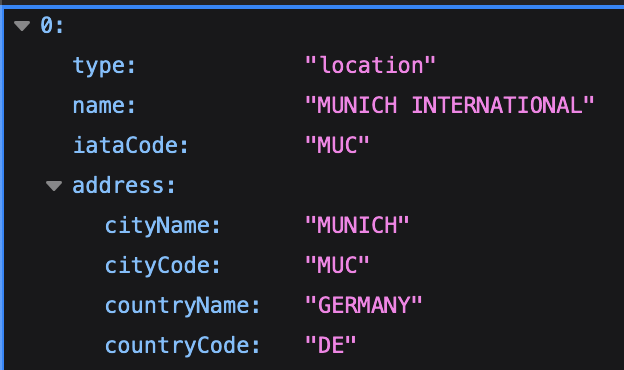 0:
type: "location"
name: "MUNICH INTERNATIONAL"
iataCode: "MUC"
address:
cityName: "MUNICH"
cityCode: "MUC"
countryName: "GERMANY"
countryCode: "DE"